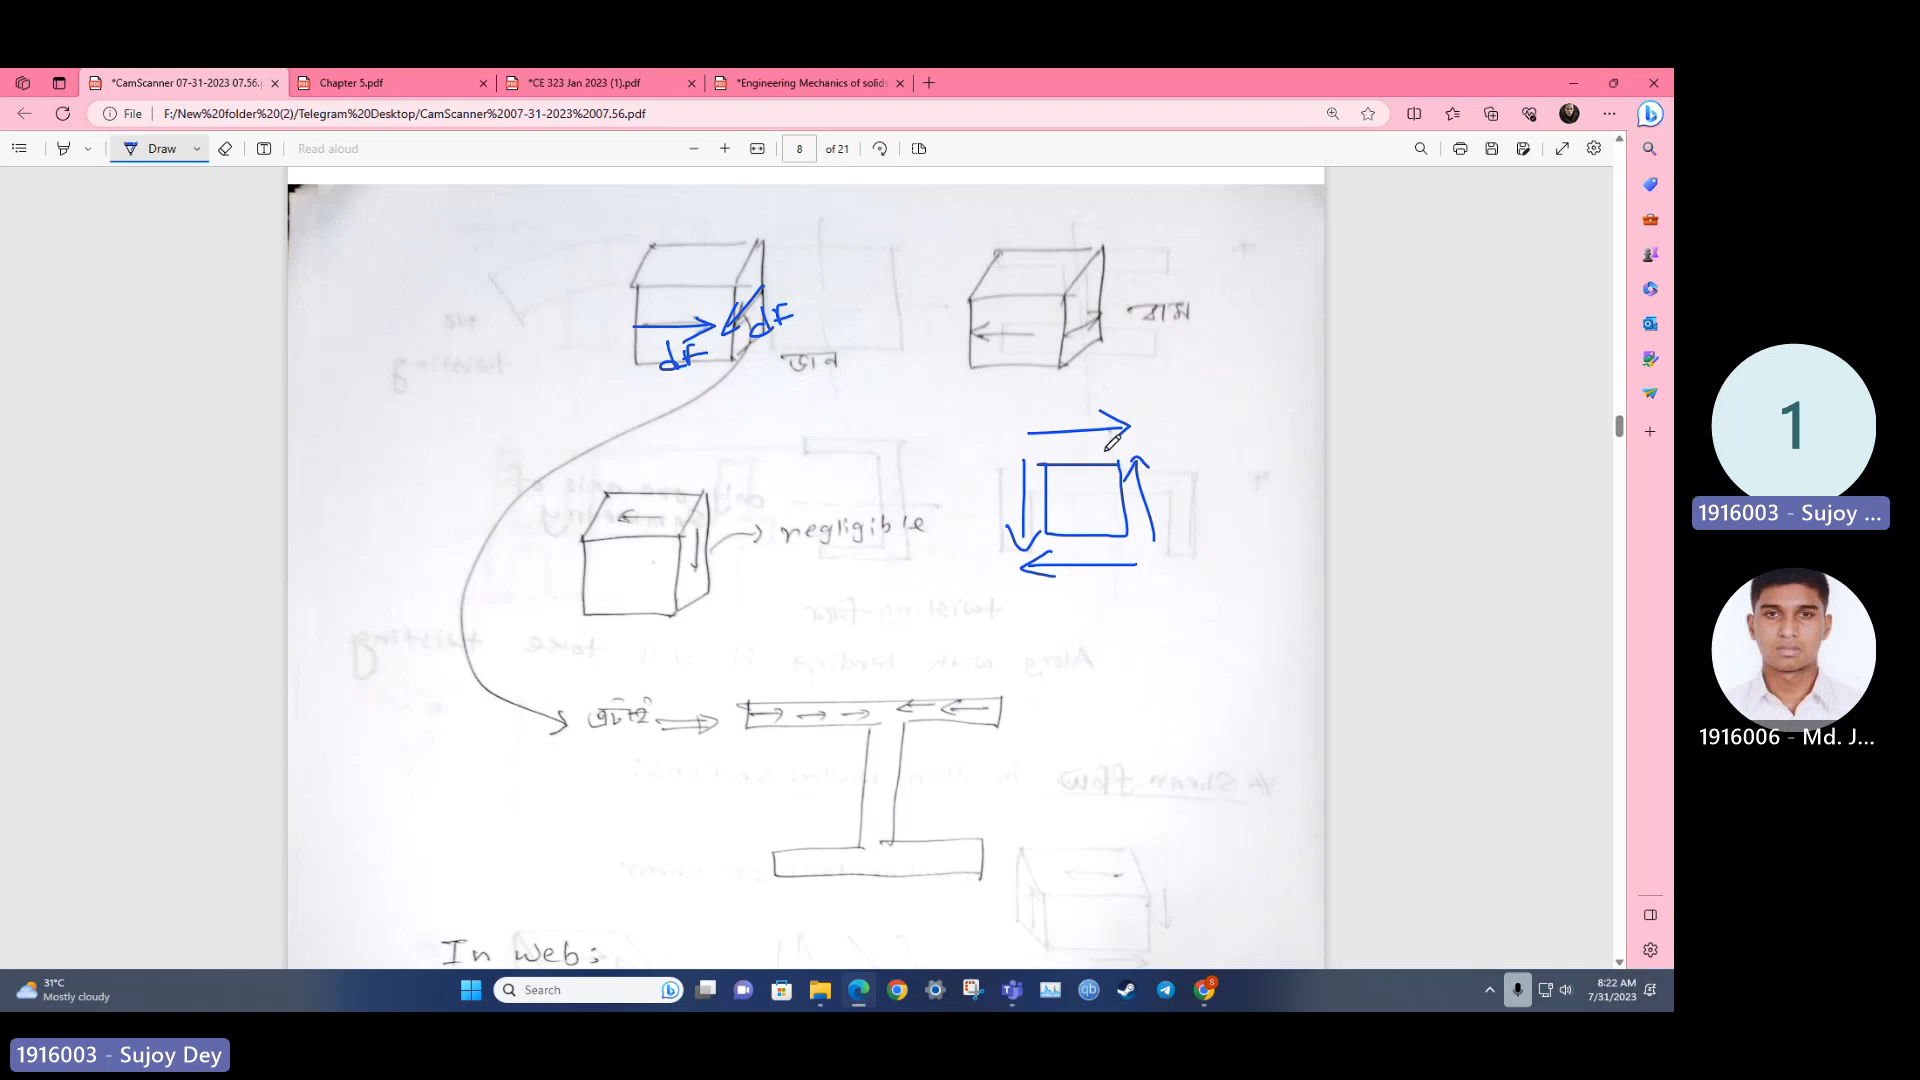 *CamScanner 07-31-2023 07.56.p
Chapter 5.pdf
*CE 323 Jan 2023 (1).pdf
*Engineering Mechanics of solids
File
F:/New%20folder%20(2)/Telegram%20Desktop/CamScanner%2007-31-2023%2007.56.pdf
Draw
Read aloud
8
of 21
dF
dF
ডান
বাম
negligible
In web:
1
1916003 - Sujoy ...
1916006 - Md. J...
31°C
Mostly cloudy
Search
8:22 AM
7/31/2023
1916003 - Sujoy Dey